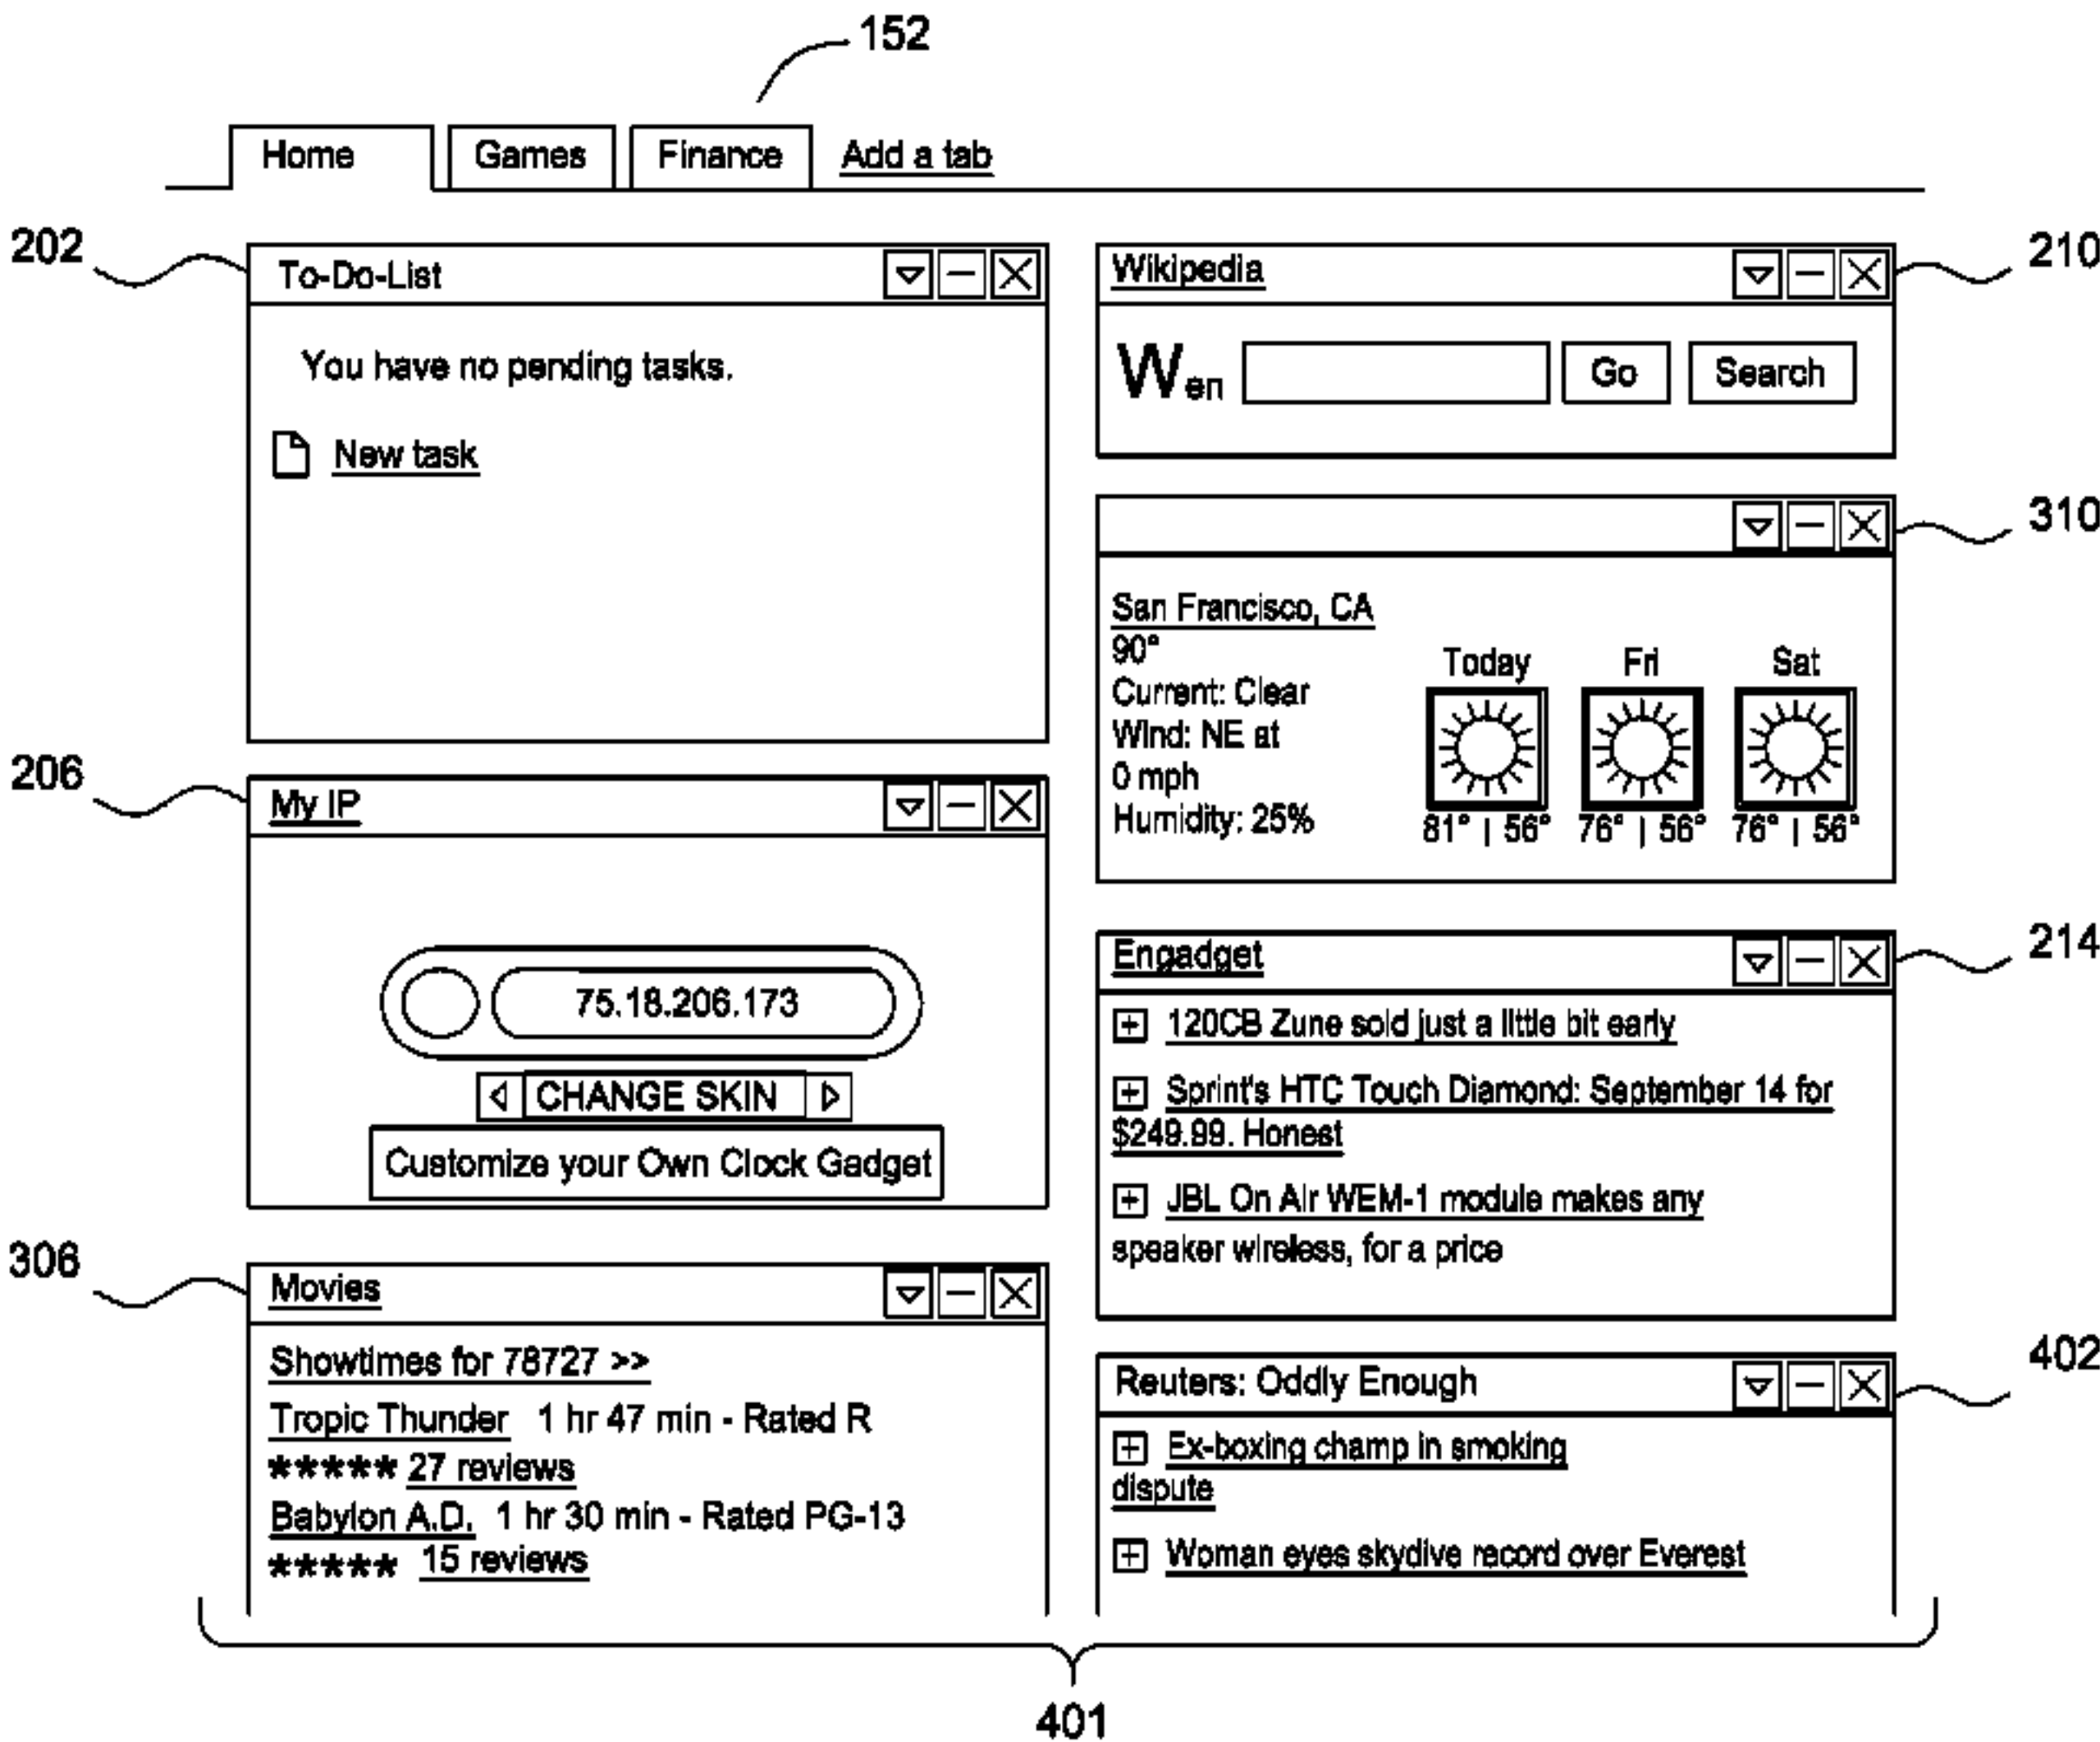 152
Home Games Finance Add a tab
202
To-Do-List
You have no pending tasks.
New task
206
My IP
75.18.206.173
CHANGE SKIN
Customize your Own Clock Gadget
306
Movies
Showtimes for 78727 >>
Tropic Thunder 1 hr 47 min - Rated R
***** 27 reviews
Babylon A.D. 1 hr 30 min - Rated PG-13
***** 15 reviews
210
Wikipedia
Wen Go Search
310
San Francisco, CA
90°
Current: Clear
Wind: NE at
0 mph
Humidity: 25%
Today Fri Sat
81° | 56° 76° | 56° 76° | 56°
214
Engadget
120CB Zune sold just a little bit early
Sprint's HTC Touch Diamond: September 14 for
$249.99. Honest
JBL On Air WEM-1 module makes any
speaker wireless, for a price
402
Reuters: Oddly Enough
Ex-boxing champ in smoking
dispute
Woman eyes skydive record over Everest
401